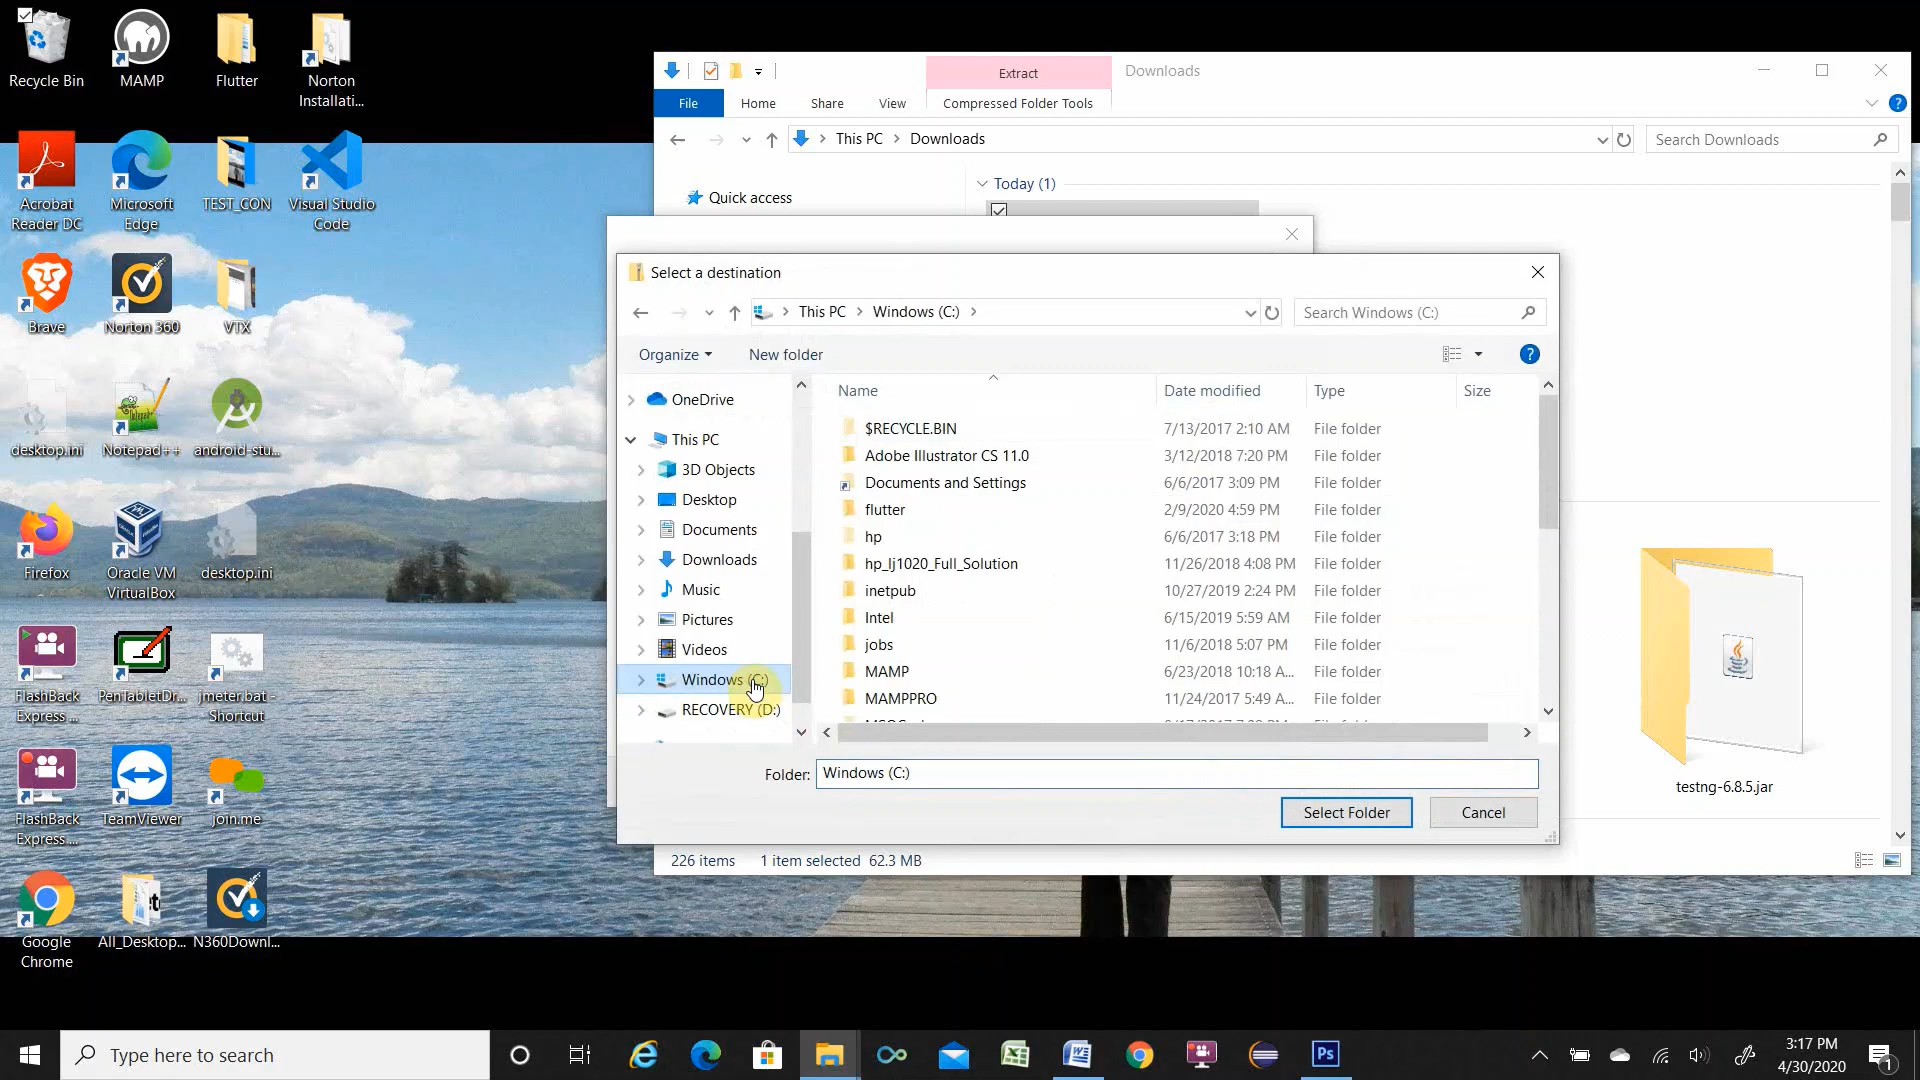 Recycle Bin
MAMP
Flutter
Norton
Installati...
Acrobat
Reader DC
Microsoft
Edge
TEST_CON
Visual Studio
Code
Brave
Norton 360
VTX
desktop.ini
Notepad++
android-stu...
Firefox
Oracle VM
VirtualBox
desktop.ini
FlashBack
Express ...
PenTabletDr...
jmeter.bat -
Shortcut
FlashBack
Express ...
TeamViewer
join.me
Google
Chrome
All_Desktop...
N360Downl...
Extract
Downloads
File
Home
Share
View
Compressed Folder Tools
This PC
Downloads
Search Downloads
Quick access
Today (1)
Select a destination
This PC
Windows (C:)
Search Windows (C:)
Organize
New folder
OneDrive
This PC
3D Objects
Desktop
Documents
Downloads
Music
Pictures
Videos
Windows (C:)
RECOVERY (D:)
Name
Date modified
Type
Size
$RECYCLE.BIN 7/13/2017 2:10 AM File folder
Adobe Illustrator CS 11.0 3/12/2018 7:20 PM File folder
Documents and Settings 6/6/2017 3:09 PM File folder
flutter 2/9/2020 4:59 PM File folder
hp 6/6/2017 3:18 PM File folder
hp_lj1020_Full_Solution 11/26/2018 4:08 PM File folder
inetpub 10/27/2019 2:24 PM File folder
Intel 6/15/2019 5:59 AM File folder
jobs 11/6/2018 5:07 PM File folder
MAMP 6/23/2018 10:18 A... File folder
MAMPPRO 11/24/2017 5:49 A... File folder
Folder:
Windows (C:)
Select Folder
Cancel
testng-6.8.5.jar
226 items
1 item selected 62.3 MB
Type here to search
3:17 PM
4/30/2020
1